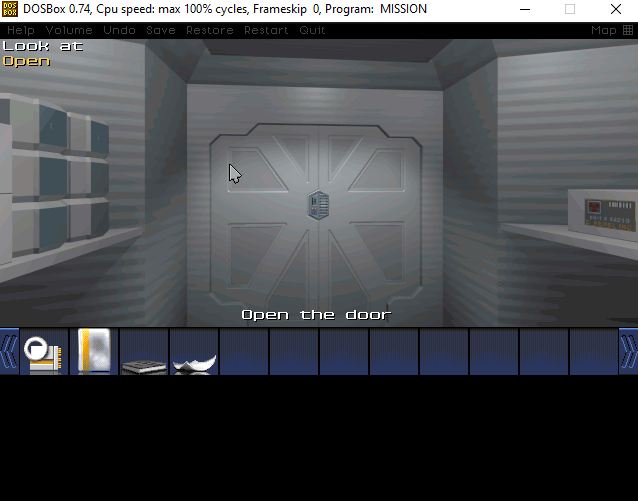 DOSBox 0.74, Cpu speed: max 100% cycles, Frameskip 0, Program: MISSION
Help Volume Undo Save Restore Restart Quit Map
Look at
Open
Open the door